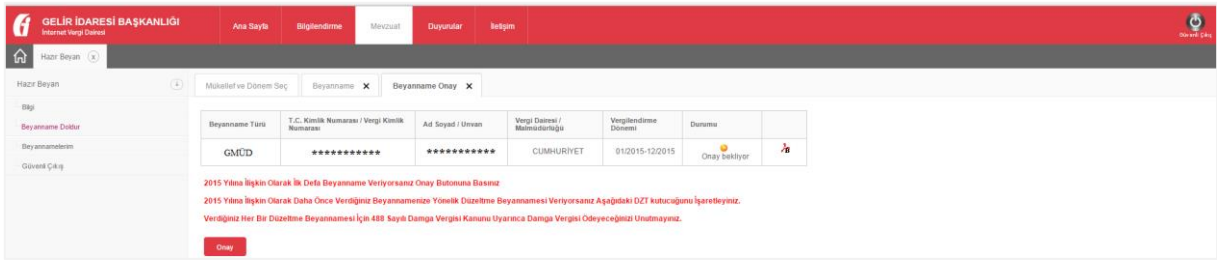 GELİR İDARESİ BAŞKANLIĞI
İnternet Vergi Dairesi
Ana Sayfa
Bilgilendirme
Mevzuat
Duyurular
İletişim
Güvenli Çıkış
Hazır Beyan x
Hazır Beyan
Bilgi
Beyanname Doldur
Beyannamelerim
Güvenli Çıkış
Mükellef ve Dönem Seç
Beyanname X
Beyanname Onay X
Beyanname Türü
T.C. Kimlik Numarası / Vergi Kimlik
Numarası
Ad Soyad / Unvan
Vergi Dairesi /
Malmüdürlüğü
Vergilendirme
Dönemi
Durumu
GMÜD
***********
***********
CUMHURİYET
01/2015-12/2015
Onay bekliyor
2015 Yılına İlişkin Olarak İlk Defa Beyanname Veriyorsanız Onay Butonuna Basınız
2015 Yılına İlişkin Olarak Daha Önce Verdiğiniz Beyannamenize Yönelik Düzeltme Beyannamesi Veriyorsanız Aşağıdaki DZT kutucuğunu İşaretleyiniz.
Verdiğiniz Her Bir Düzeltme Beyannamesi İçin 488 Sayılı Damga Vergisi Kanunu Uyarınca Damga Vergisi Ödeyeceğinizi Unutmayınız.
Onay